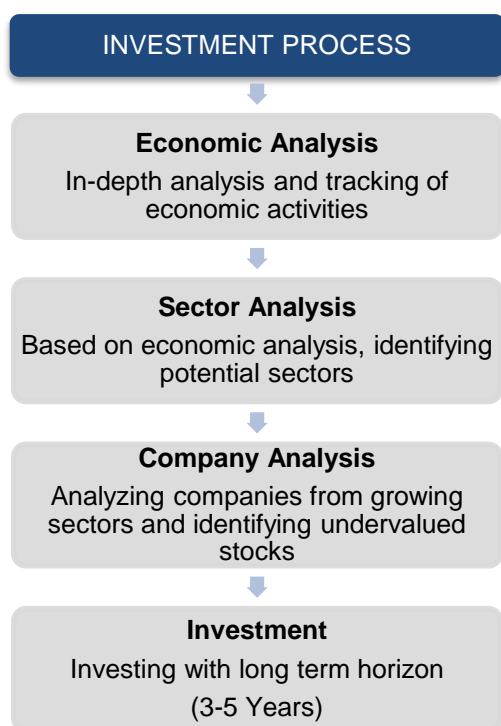 INVESTMENT PROCESS
Economic Analysis
In-depth analysis and tracking of
economic activities
Sector Analysis
Based on economic analysis, identifying
potential sectors
Company Analysis
Analyzing companies from growing
sectors and identifying undervalued
stocks
Investment
Investing with long term horizon
(3-5 Years)